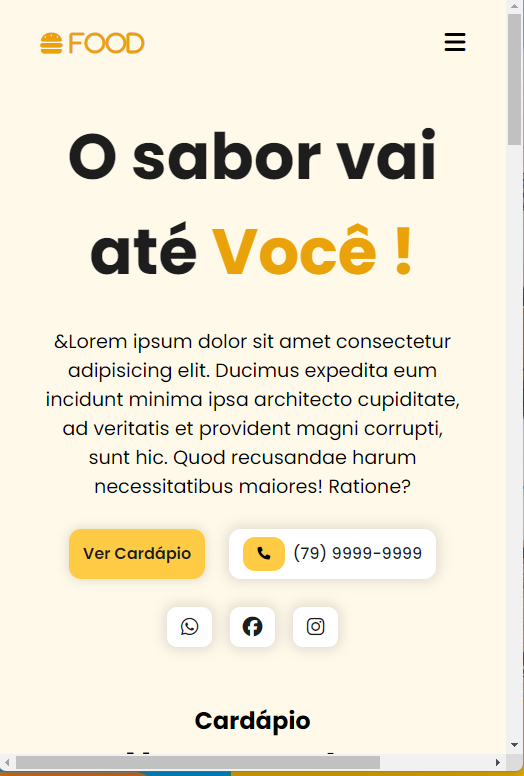 FOOD
O sabor vai
até Você !
&Lorem ipsum dolor sit amet consectetur
adipisicing elit. Ducimus expedita eum
incidunt minima ipsa architecto cupiditate,
ad veritatis et provident magni corrupti,
sunt hic. Quod recusandae harum
necessitatibus maiores! Ratione?
Ver Cardápio
(79) 9999-9999
Cardápio